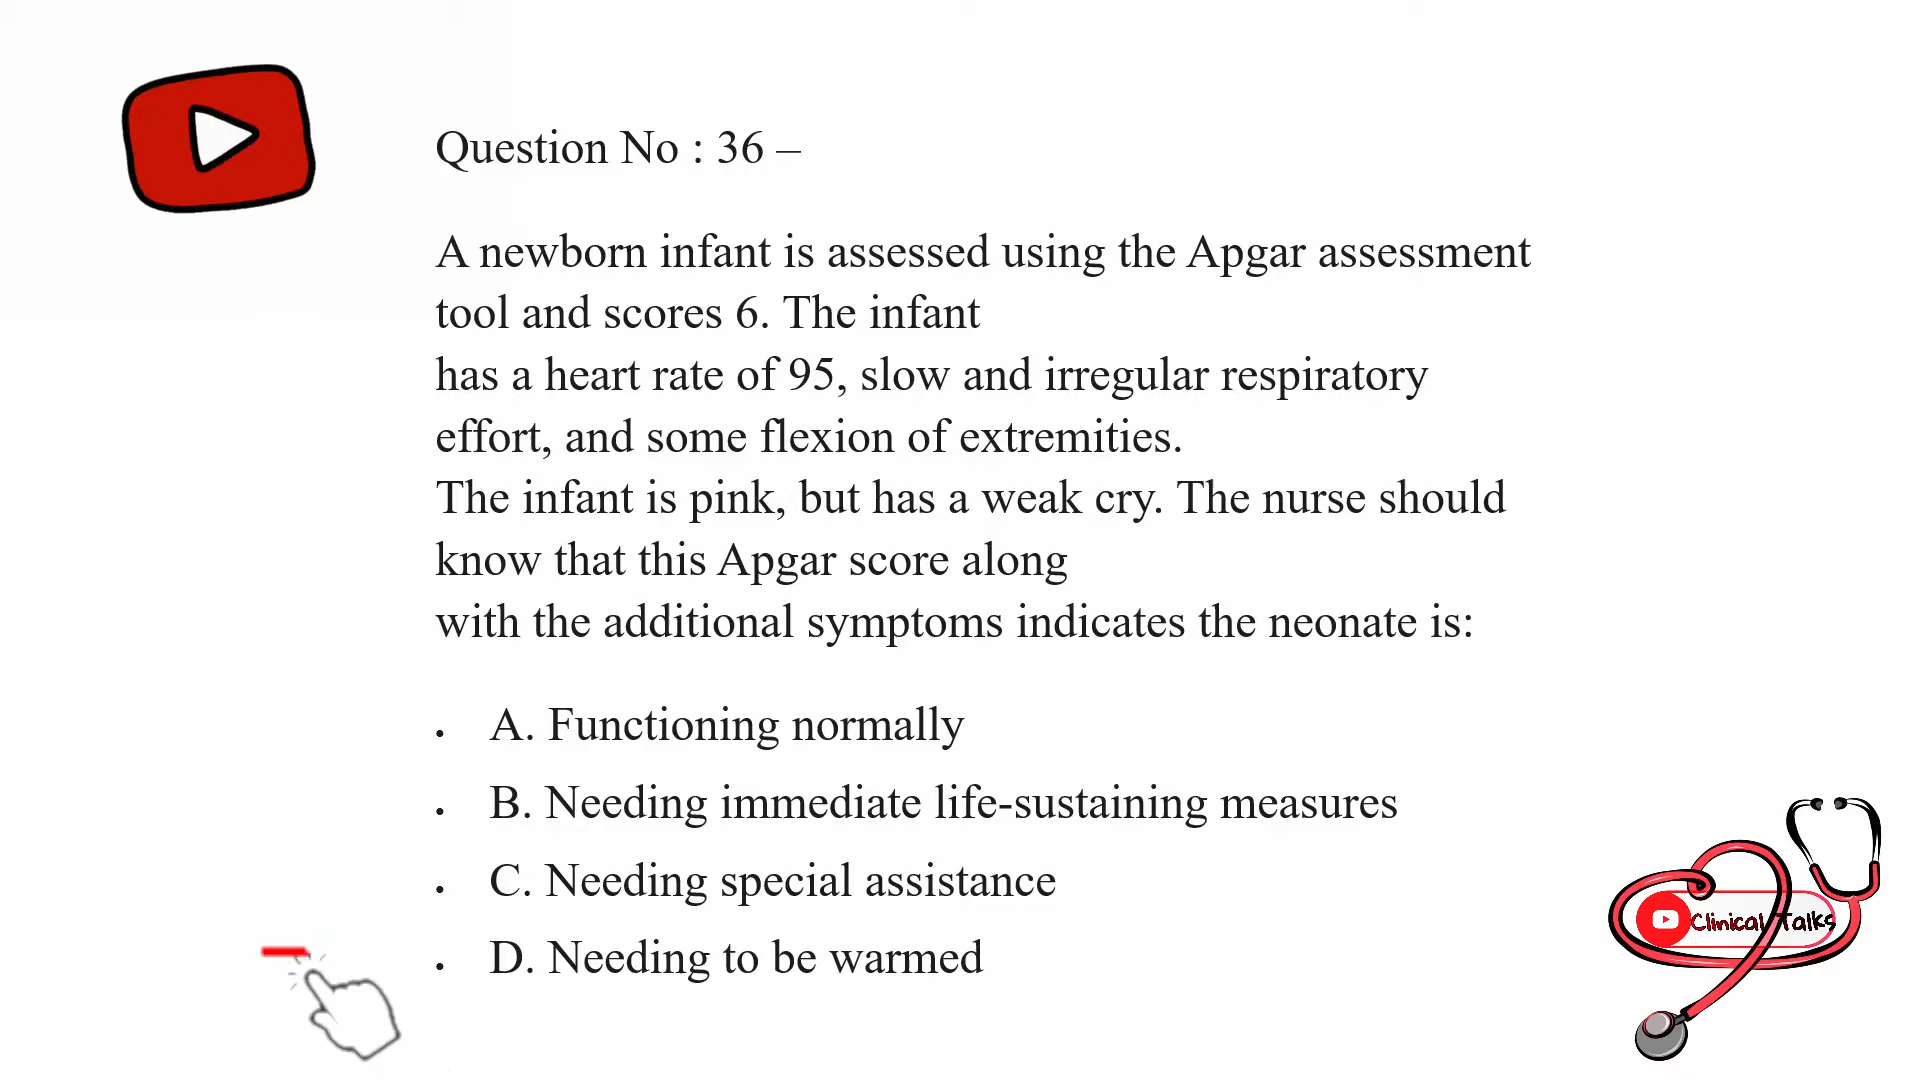 Question No : 36 –
A newborn infant is assessed using the Apgar assessment
tool and scores 6. The infant
has a heart rate of 95, slow and irregular respiratory
effort, and some flexion of extremities.
The infant is pink, but has a weak cry. The nurse should
know that this Apgar score along
with the additional symptoms indicates the neonate is:
• A. Functioning normally
• B. Needing immediate life-sustaining measures
• C. Needing special assistance
• D. Needing to be warmed
Clinical Talks